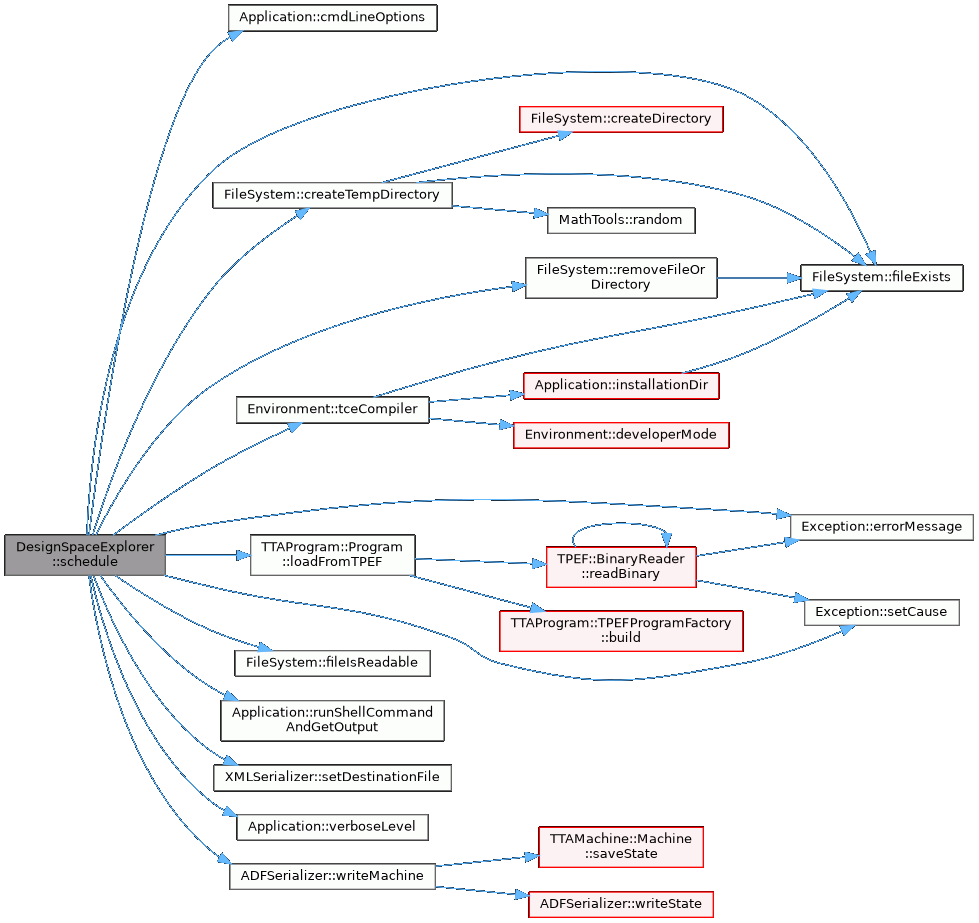 Application::cmdLineOptions
FileSystem::createDirectory
FileSystem::createTempDirectory
MathTools::random
FileSystem::removeFileOr
Directory
FileSystem::fileExists
Application::installationDir
Environment::tceCompiler
Environment::developerMode
Exception::errorMessage
DesignSpaceExplorer
::schedule
TTAProgram::Program
::loadFromTPEF
TPEF::BinaryReader
::readBinary
Exception::setCause
TTAProgram::TPEFProgramFactory
::build
FileSystem::fileIsReadable
Application::runShellCommand
AndGetOutput
XMLSerializer::setDestinationFile
Application::verboseLevel
TTAMachine::Machine
::saveState
ADFSerializer::writeMachine
ADFSerializer::writeState